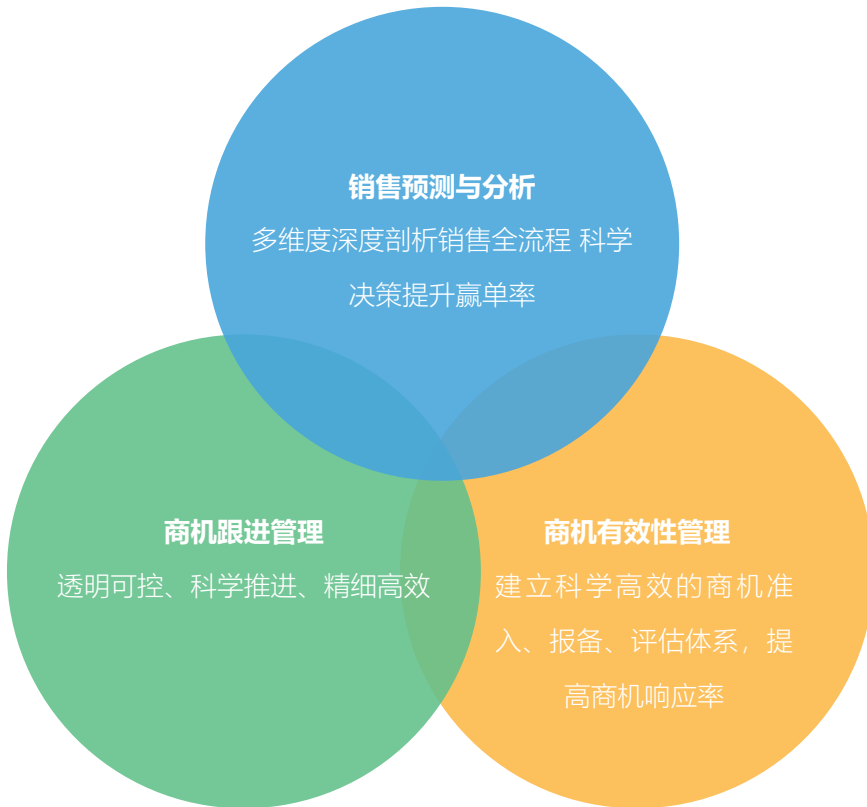 销售预测与分析
多维度深度剖析销售全流程 科学
决策提升赢单率
商机跟进管理
透明可控、科学推进、精细高效
商机有效性管理
建立科学高效的商机准
入、报备、评估体系，提
高商机响应率